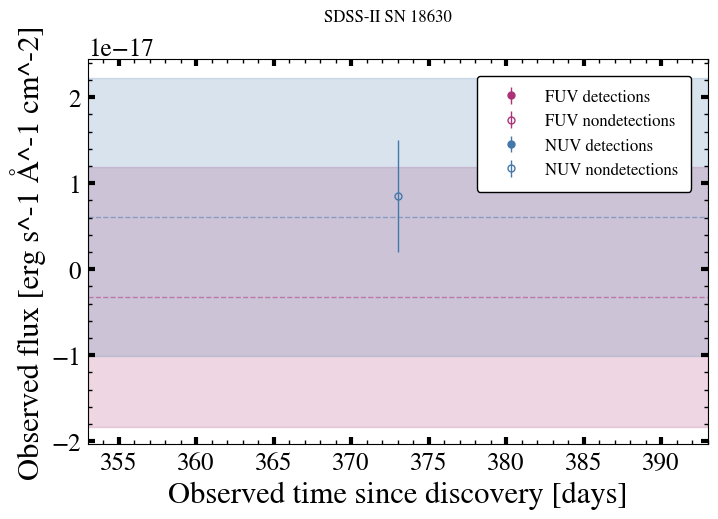 SDSS-II SN 18630
1e−17
Observed flux [erg s^-1 Å^-1 cm^-2]
2
1
0
−1
−2
FUV detections
FUV nondetections
NUV detections
NUV nondetections
355 360 365 370 375 380 385 390
Observed time since discovery [days]